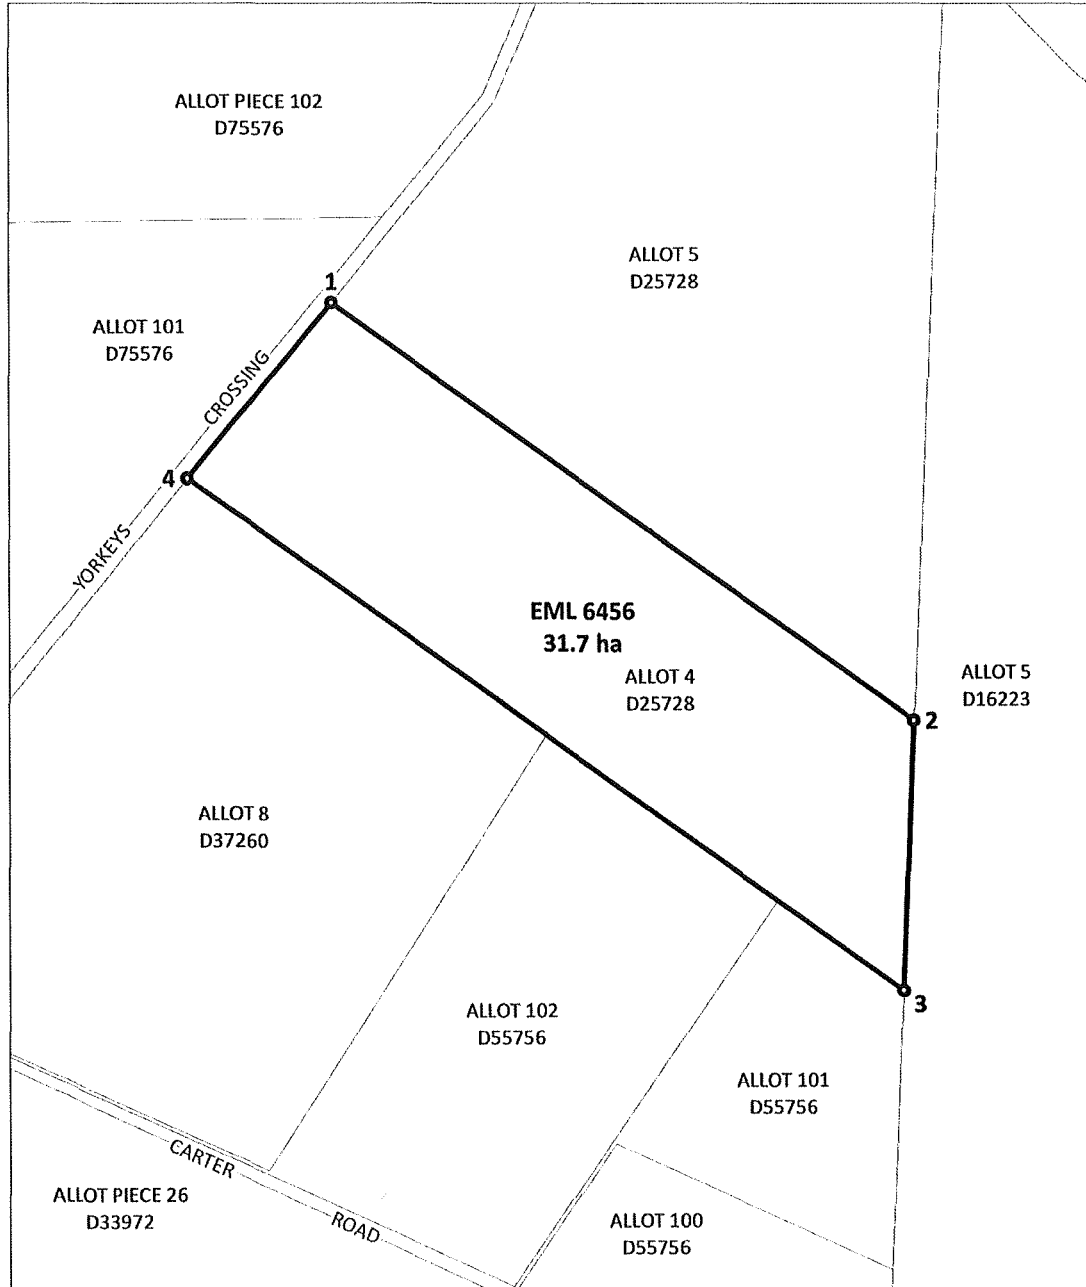 ALLOT PIECE 102
D75576
ALLOT 5
D25728
1
ALLOT 101
D75576
CROSSING
4
YORKEYS
EML 6456
31.7 ha
ALLOT 4
D25728
ALLOT 5
D16223
2
ALLOT 8
D37260
3
ALLOT 102
D55756
ALLOT 101
D55756
CARTER
ROAD
ALLOT PIECE 26
D33972
ALLOT 100
D55756